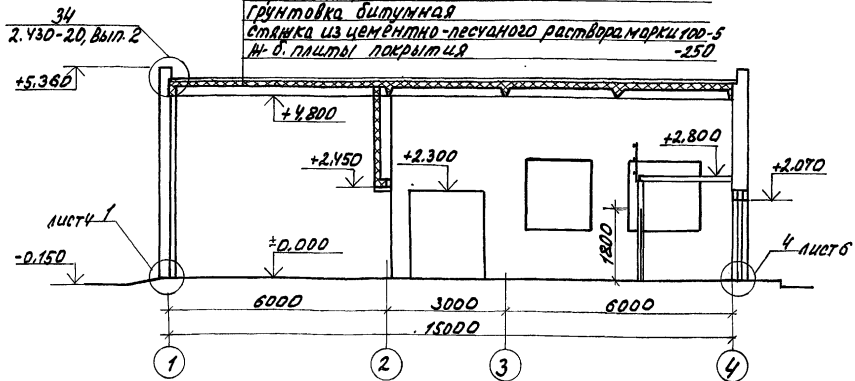 Грунтовка битумная
Стяжка из цементно-песчаного раствора марки 100-5
Ж-б. плиты покрытия -250
34
2.430-20, Вып. 2
+5,360
+4,800
+2,450
+2,300
+2,800
+2,070
1800
лист 4 1
-0,150
±0,000
4 лист 6
6000 3000 6000
15000
1 2 3 4